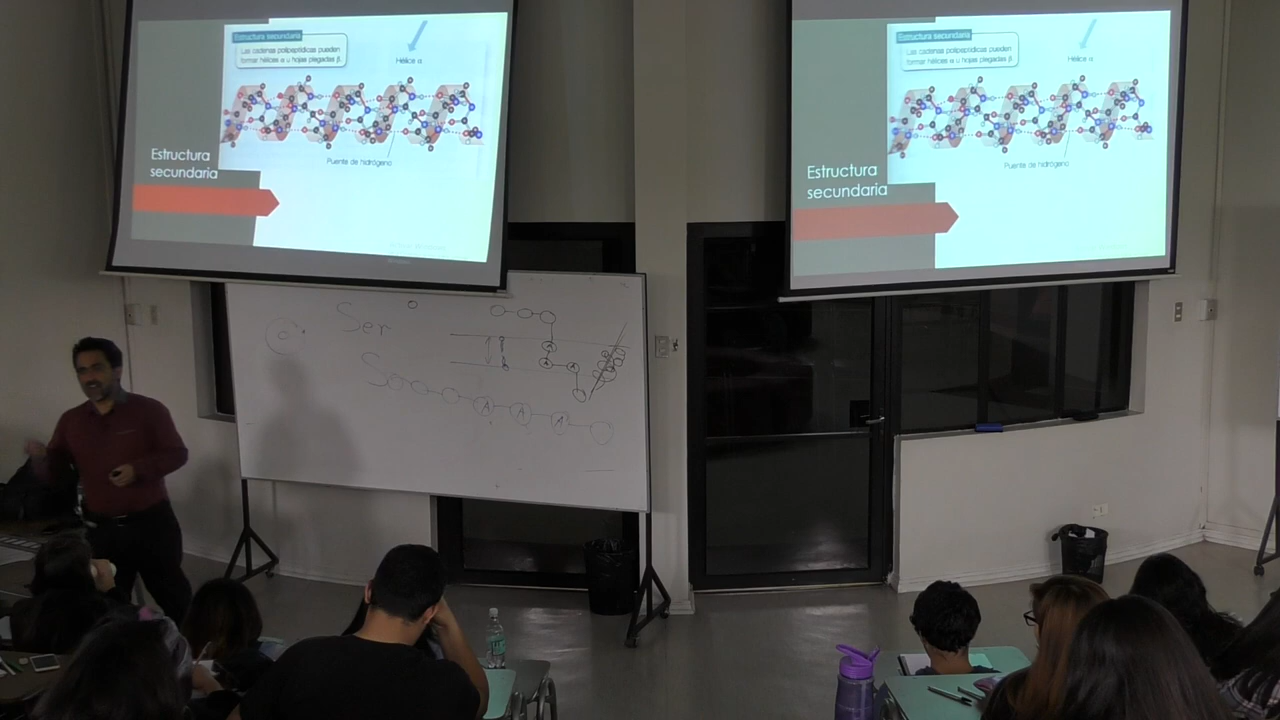 Estructura secundaria
Las cadenas polipeptídicas pueden
formar hélices α u hojas plegadas β.
Hélice α
Puente de hidrógeno
Estructura
secundaria
Ser
A
A
A
A
A
A
Estructura secundaria
Las cadenas polipeptídicas pueden
formar hélices α u hojas plegadas β.
Hélice α
Puente de hidrógeno
Estructura
secundaria